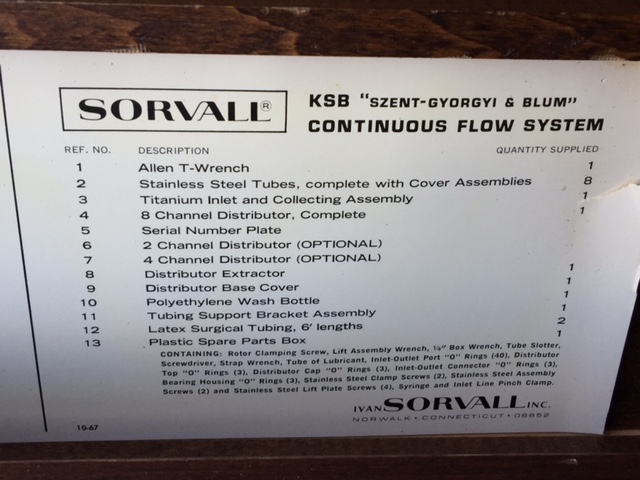 SORVALL® KSB "SZENT-GYORGYI & BLUM"
CONTINUOUS FLOW SYSTEM
REF. NO. DESCRIPTION QUANTITY SUPPLIED
1 Allen T-Wrench 1
2 Stainless Steel Tubes, complete with Cover Assemblies 8
3 Titanium Inlet and Collecting Assembly 1
4 8 Channel Distributor, Complete 1
5 Serial Number Plate
6 2 Channel Distributor (OPTIONAL)
7 4 Channel Distributor (OPTIONAL)
8 Distributor Extractor 1
9 Distributor Base Cover 1
10 Polyethylene Wash Bottle 1
11 Tubing Support Bracket Assembly 1
12 Latex Surgical Tubing, 6' lengths 2
13 Plastic Spare Parts Box 1
CONTAINING: Rotor Clamping Screw, Lift Assembly Wrench, ¼" Box Wrench, Tube Slotter,
Screwdriver, Strap Wrench, Tube of Lubricant, Inlet-Outlet Port "O" Rings (40), Distributor
Top "O" Rings (3), Distributor Cap "O" Rings (3), Inlet-Outlet Connector "O" Rings (3),
Bearing Housing "O" Rings (3), Stainless Steel Clamp Screws (2), Stainless Steel Assembly
Screws (2) and Stainless Steel Lift Plate Screws (4), Syringe and Inlet Line Pinch Clamp.
IVAN SORVALL INC.
NORWALK • CONNECTICUT • 06852
10-67